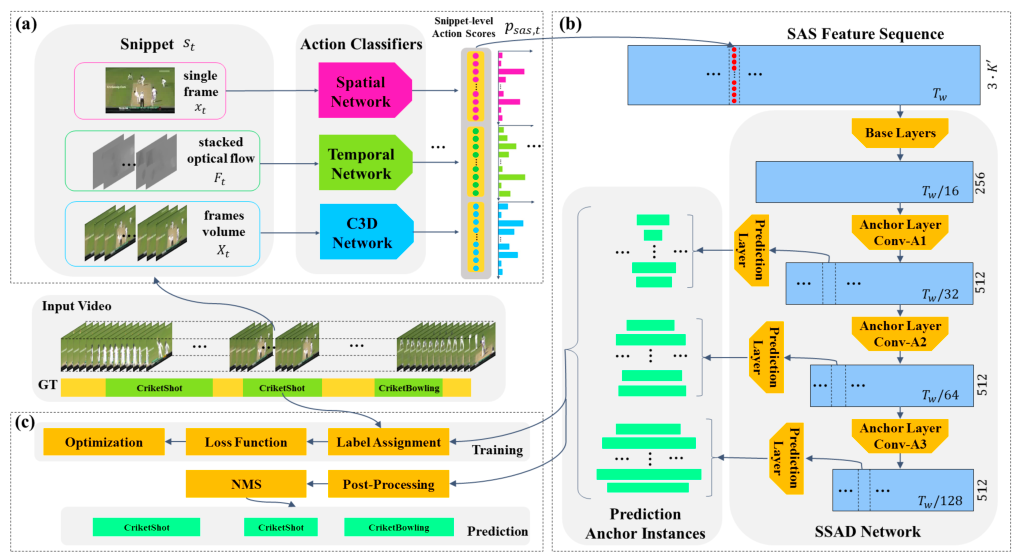 (a)
Snippet s_t
Action Classifiers
Snippet-level
Action Scores
p_{sas,t}
single
frame
x_t
Spatial
Network
stacked
optical flow
F_t
Temporal
Network
...
...
frames
volume
X_t
C3D
Network
Input Video
...
...
GT
CriketShot
CriketShot
CriketBowling
(b)
SAS Feature Sequence
...
...
T_w
3 · K'
Base Layers
T_w/16
256
Anchor Layer
Conv-A1
Prediction
Layer
...
...
T_w/32
512
Anchor Layer
Conv-A2
Prediction
Layer
...
...
T_w/64
512
Anchor Layer
Conv-A3
Prediction
Layer
...
...
T_w/128
512
Prediction
Anchor Instances
SSAD Network
(c)
Optimization
Loss Function
Label Assignment
Training
NMS
Post-Processing
CriketShot
CriketShot
CriketBowling
Prediction